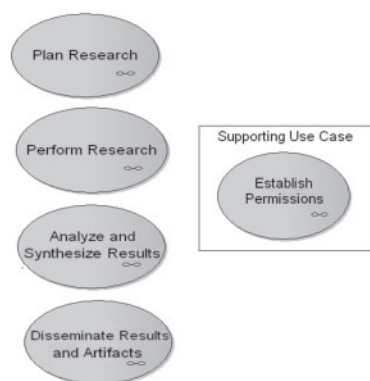 Plan Research
Perform Research
Analyze and
Synthesize Results
Disseminate Results
and Artifacts
Supporting Use Case
Establish
Permissions